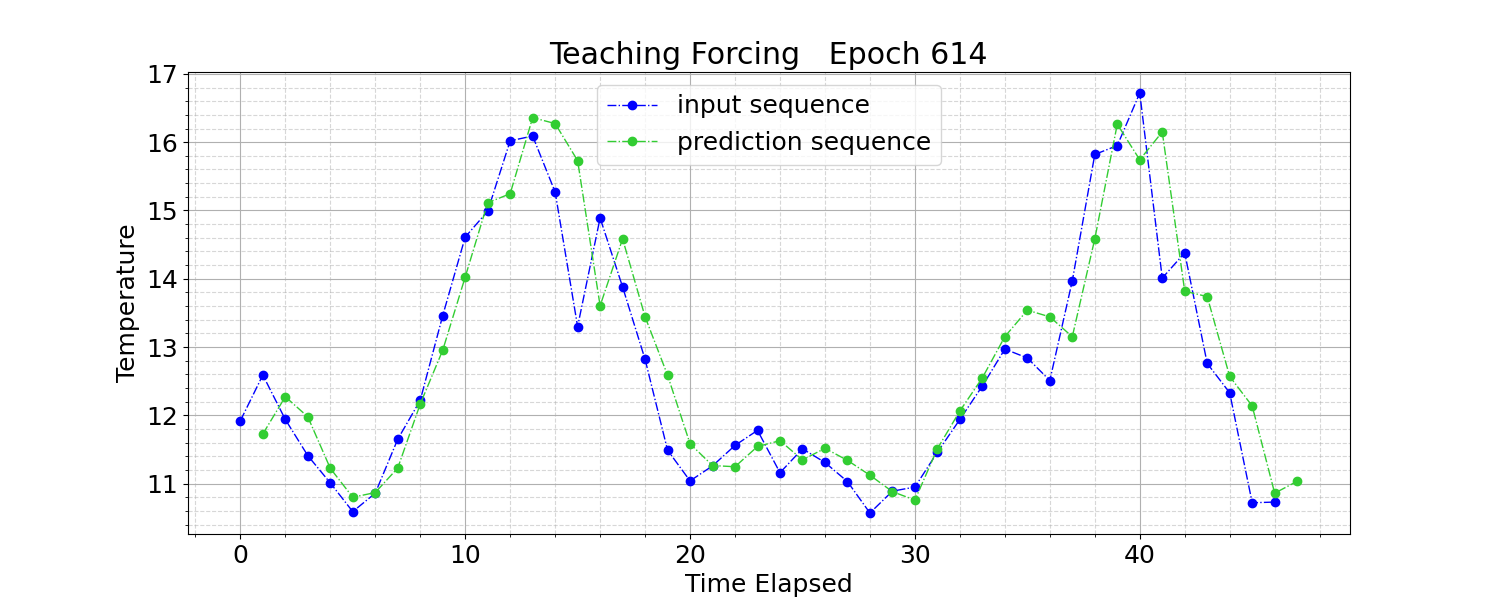 Teaching Forcing   Epoch 614
17
16
15
14
13
12
11
Temperature
input sequence
prediction sequence
0 10 20 30 40
Time Elapsed